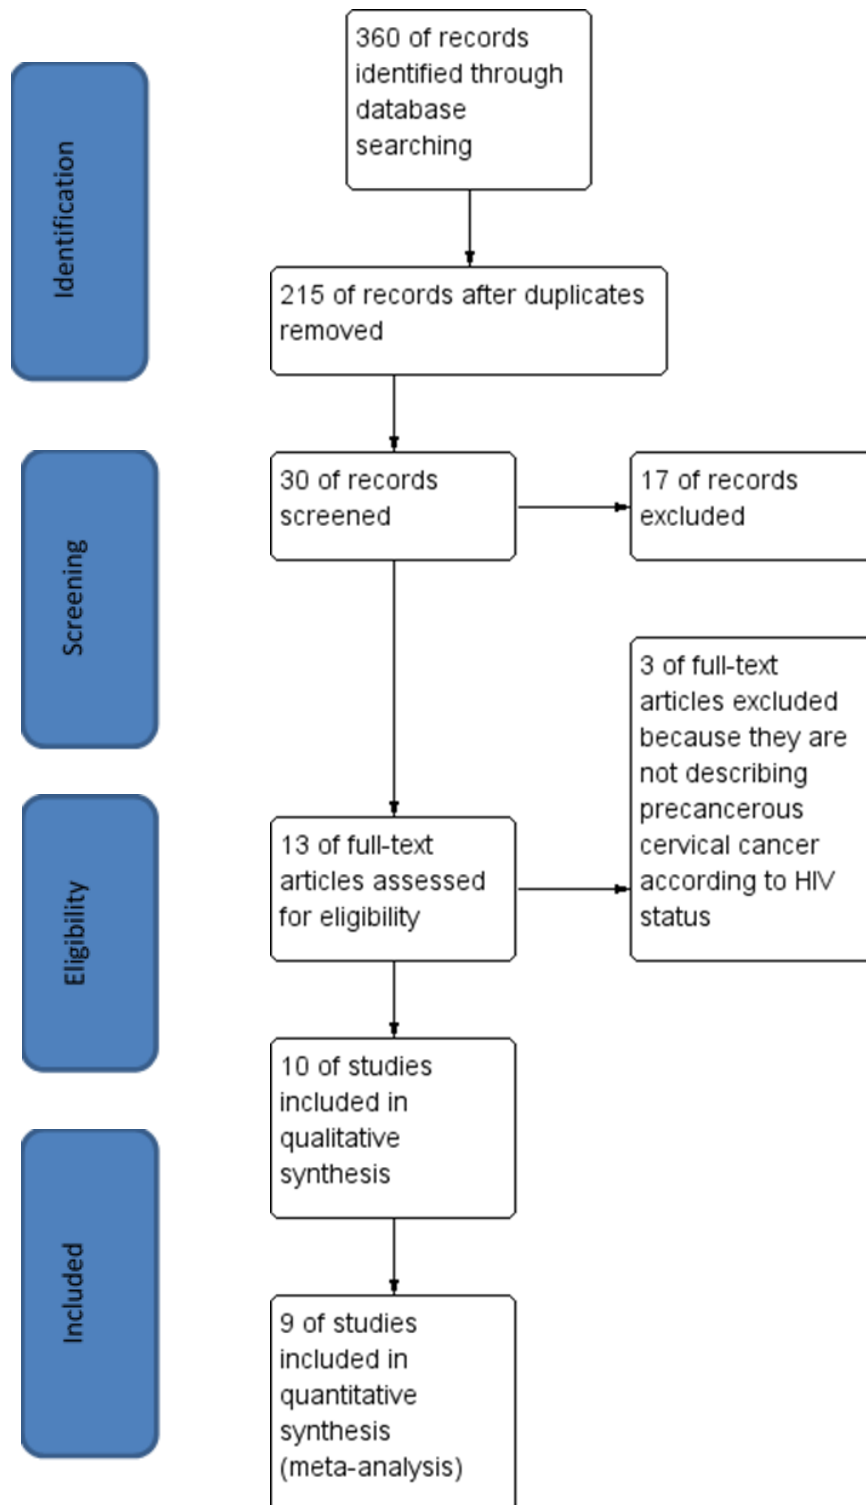 360 of records
identified through
database
searching
Identification
215 of records after duplicates
removed
30 of records
screened
17 of records
excluded
Screening
3 of full-text
articles excluded
because they are
not describing
precancerous
cervical cancer
according to HIV
status
13 of full-text
articles assessed
for eligibility
Eligibility
10 of studies
included in
qualitative
synthesis
Included
9 of studies
included in
quantitative
synthesis
(meta-analysis)